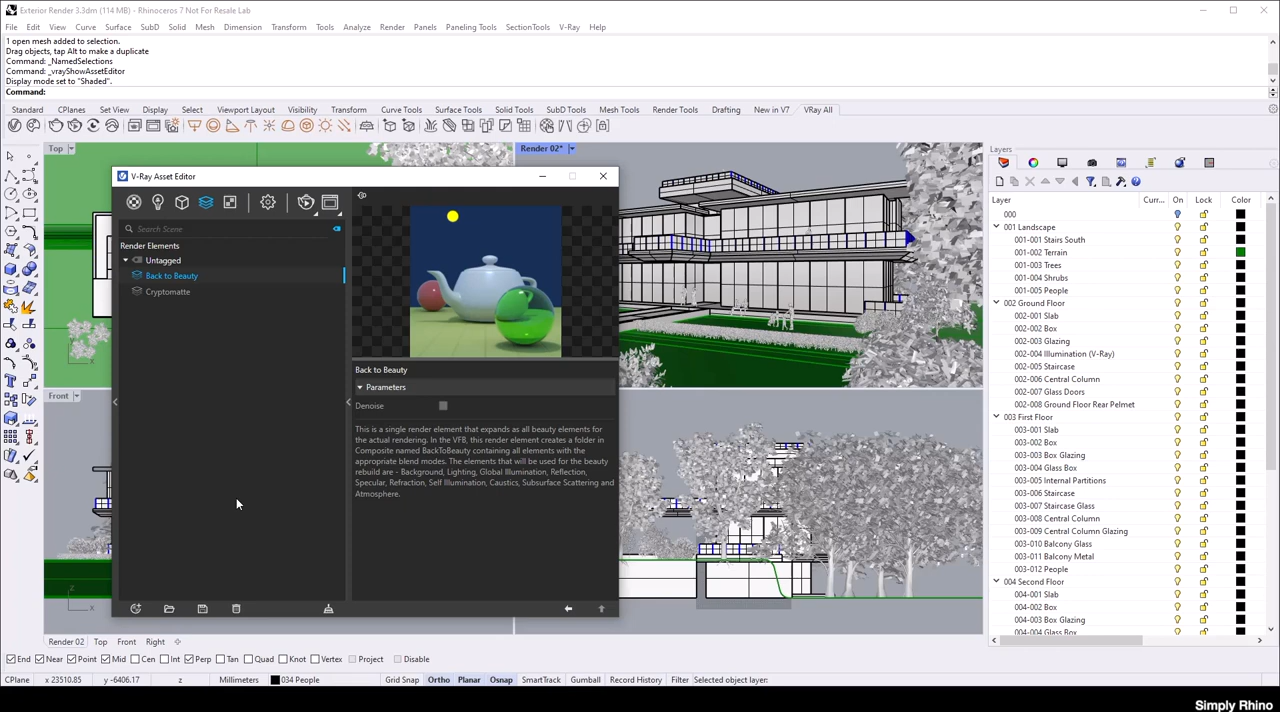 Exterior Render 3.3dm (114 MB) - Rhinoceros 7 Not For Resale Lab
File Edit View Curve Surface SubD Solid Mesh Dimension Transform Tools Analyze Render Panels Paneling Tools SectionTools V-Ray Help
1 open mesh added to selection.
Drag objects, tap Alt to make a duplicate
Command: _NamedSelections
Command: _vrayShowAssetEditor
Display mode set to "Shaded".
Command:
Standard CPlanes Set View Display Select Viewport Layout Visibility Transform Curve Tools Surface Tools Solid Tools SubD Tools Mesh Tools Render Tools Drafting New in V7 VRay All
Top
Render 02*
Layers
V-Ray Asset Editor
Search Scene
Render Elements
Untagged
Back to Beauty
Cryptomatte
Back to Beauty
Parameters
Denoise
This is a single render element that expands as all beauty elements for
the actual rendering. In the VFB, this render element creates a folder in
Composite named BackToBeauty containing all elements with the
appropriate blend modes. The elements that will be used for the beauty
rebuild are - Background, Lighting, Global Illumination, Reflection,
Specular, Refraction, Self Illumination, Caustics, Subsurface Scattering and
Atmosphere.
Front
z
x
Layer Curr... On Lock Color
000
001 Landscape
001-001 Stairs South
001-002 Terrain
001-003 Trees
001-004 Shrubs
001-005 People
002 Ground Floor
002-001 Slab
002-002 Box
002-003 Glazing
002-004 Illumination (V-Ray)
002-005 Staircase
002-006 Central Column
002-007 Glass Doors
002-008 Ground Floor Rear Pelmet
003 First Floor
003-001 Slab
003-002 Box
003-003 Box Glazing
003-004 Glass Box
003-005 Internal Partitions
003-006 Staircase
003-007 Staircase Glass
003-008 Central Column
003-009 Central Column Glazing
003-010 Balcony Glass
003-011 Balcony Metal
003-012 People
004 Second Floor
004-001 Slab
004-002 Box
004-003 Box Glazing
004-004 Glass Box
Render 02 Top Front Right
End Near Point Mid Cen Int Perp Tan Quad Knot Vertex Project Disable
CPlane x 23510.85 y -6406.17 z Millimeters 034 People Grid Snap Ortho Planar Osnap SmartTrack Gumball Record History Filter Selected object layer:
Simply Rhino